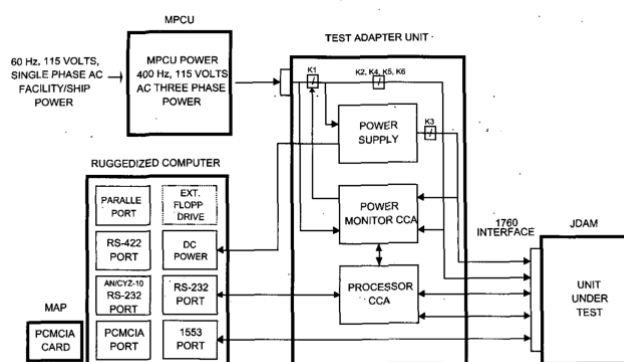 MPCU
TEST ADAPTER UNIT
60 Hz, 115 VOLTS,
SINGLE PHASE AC
FACILITY/SHIP
POWER
MPCU POWER
400 HZ, 115 VOLTS
AC THREE PHASE
POWER
K1
K2, K4, K5, K6
K3
POWER
SUPPLY
RUGGEDIZED COMPUTER
PARALLE
PORT
EXT.
FLOPP
DRIVE
POWER
MONITOR CCA
RS-422
PORT
DC
POWER
1760
INTERFACE
JDAM
AN/CYZ-10
RS-232
PORT
RS-232
PORT
PROCESSOR
CCA
UNIT
UNDER
TEST
MAP
PCMCIA
CARD
PCMCIA
PORT
1553
PORT